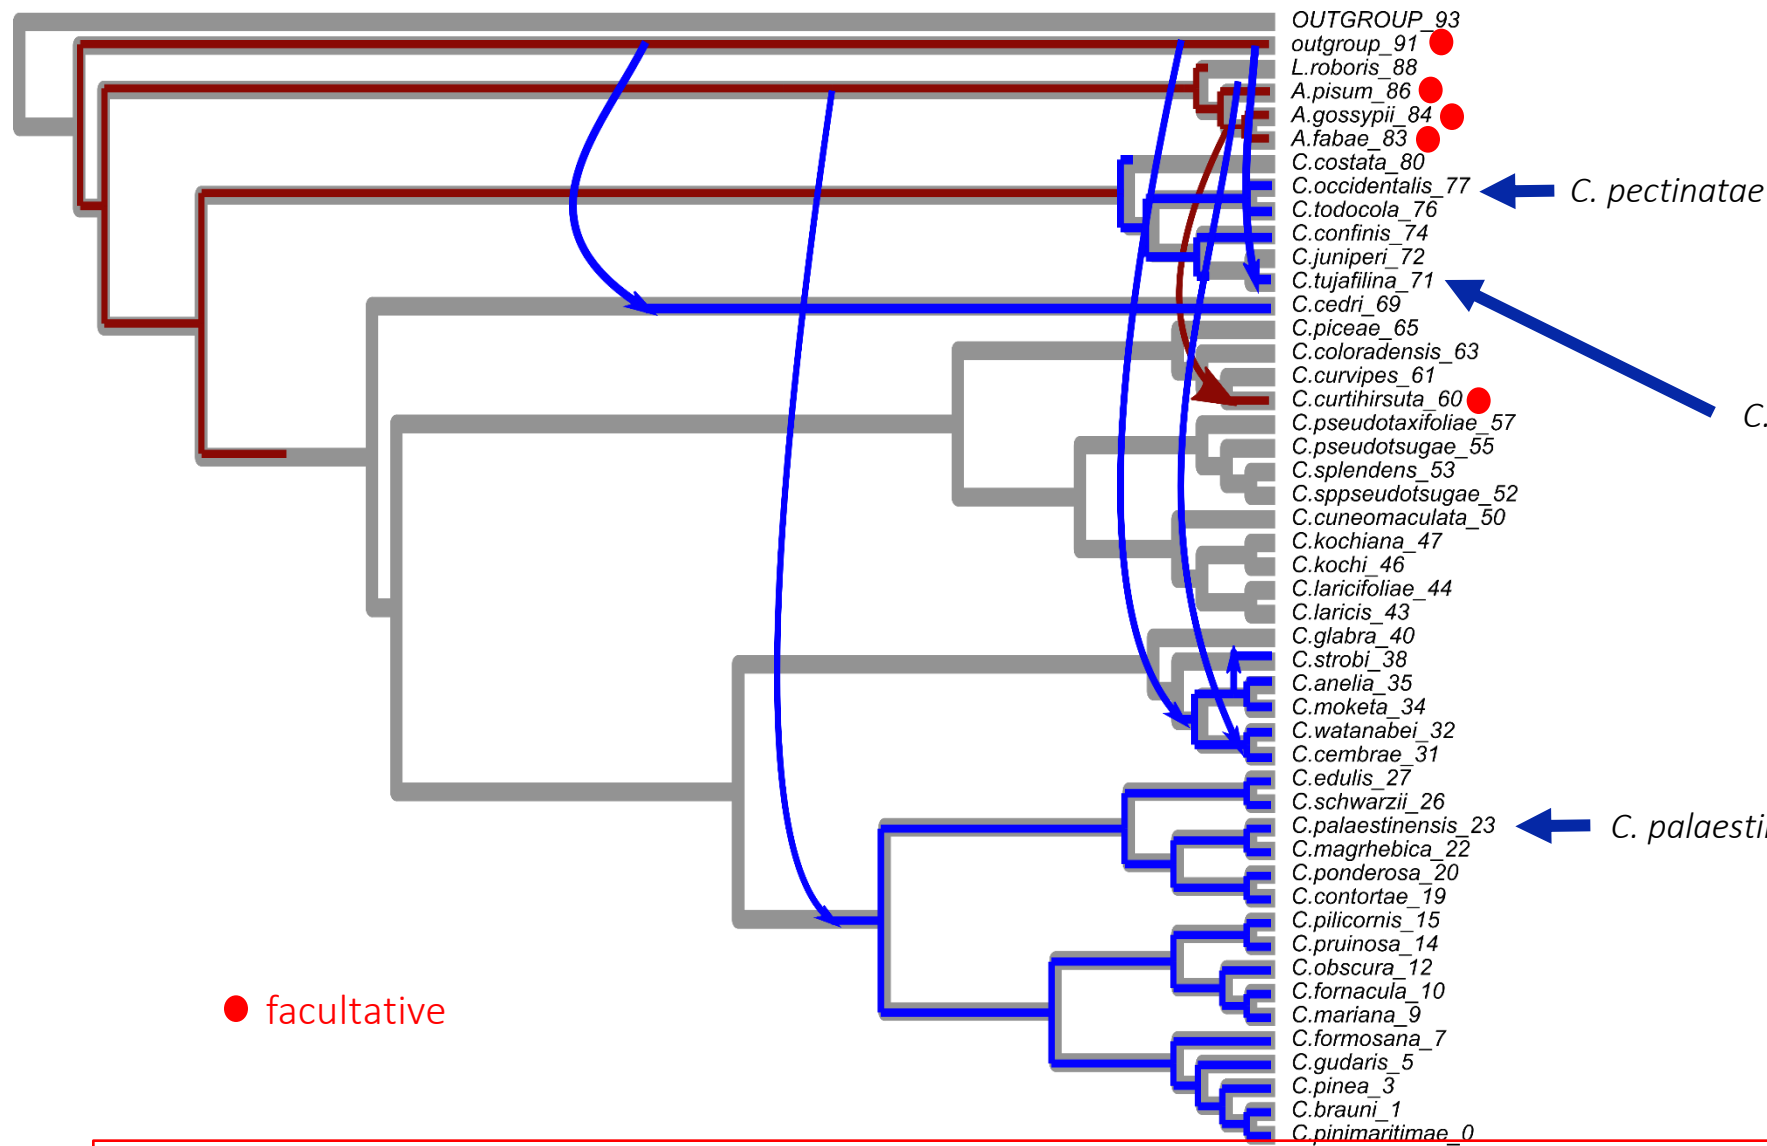 OUTGROUP_93
outgroup_91
L.roboris_88
A.pisum_86
A.gossypii_84
A.fabae_83
C.costata_80
C.occidentalis_77
C. pectinatae
C.todocola_76
C.confinis_74
C.juniperi_72
C.tujafilina_71
C.cedri_69
C.piceae_65
C.coloradensis_63
C.curvipes_61
C.curtihirsuta_60
C.
C.pseudotaxifoliae_57
C.pseudotsugae_55
C.splendens_53
C.sppseudotsugae_52
C.cuneomaculata_50
C.kochiana_47
C.kochi_46
C.laricifoliae_44
C.laricis_43
C.glabra_40
C.strobi_38
C.anelia_35
C.moketa_34
C.watanabei_32
C.cembrae_31
C.edulis_27
C.schwarzii_26
C.palaestinensis_23
C. palaesti
C.magrhebica_22
C.ponderosa_20
C.contortae_19
C.pilicornis_15
C.pruinosa_14
C.obscura_12
C.fornacula_10
facultative
C.mariana_9
C.formosana_7
C.gudaris_5
C.pinea_3
C.brauni_1
C.pinimaritimae_0